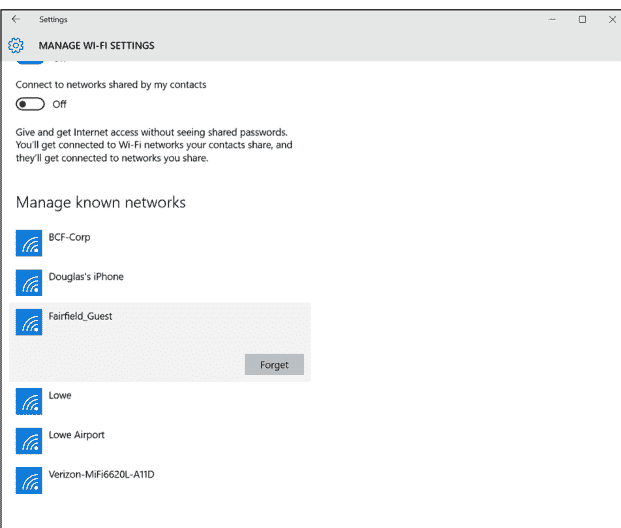 Settings
MANAGE WI-FI SETTINGS
Connect to networks shared by my contacts
Off
Give and get Internet access without seeing shared passwords.
You'll get connected to Wi-Fi networks your contacts share, and
they'll get connected to networks you share.
Manage known networks
BCF-Corp
Douglas's iPhone
Fairfield_Guest
Forget
Lowe
Lowe Airport
Verizon-MiFi6620L-A11D